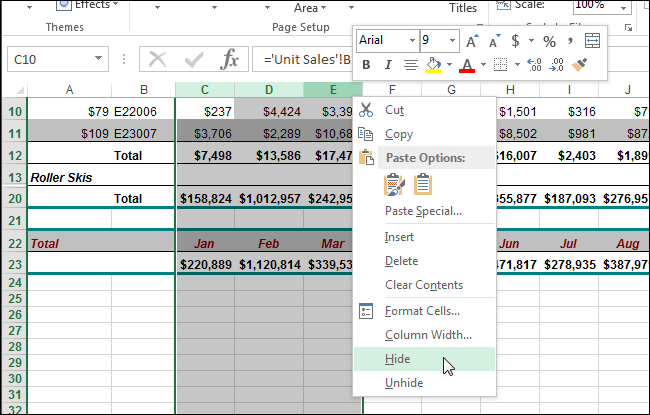 Effects Area Titles Scale: 100%
Themes Page Setup
Arial 9 A A $ % ,
C10 fx ='Unit Sales'!B
B I A .00 .0
A B C D E F G H I J
10 $79 E22006 $237 $4,424 $3,39 $1,501 $316 $7
11 $109 E23007 $3,706 $2,289 $10,68 $8,502 $981 $87
12 Total $7,498 $13,586 $17,47 16,007 $2,403 $1,89
13 Roller Skis
20 Total $158,824 $1,012,957 $242,95 355,877 $187,093 $276,95
21
22 Total Jan Feb Mar Jun Jul Aug
23 $220,889 $1,120,814 $339,53 471,817 $278,935 $387,97
24
25
26
27
28
29
30
31
32
Cut
Copy
Paste Options:
Paste Special...
Insert
Delete
Clear Contents
Format Cells...
Column Width...
Hide
Unhide